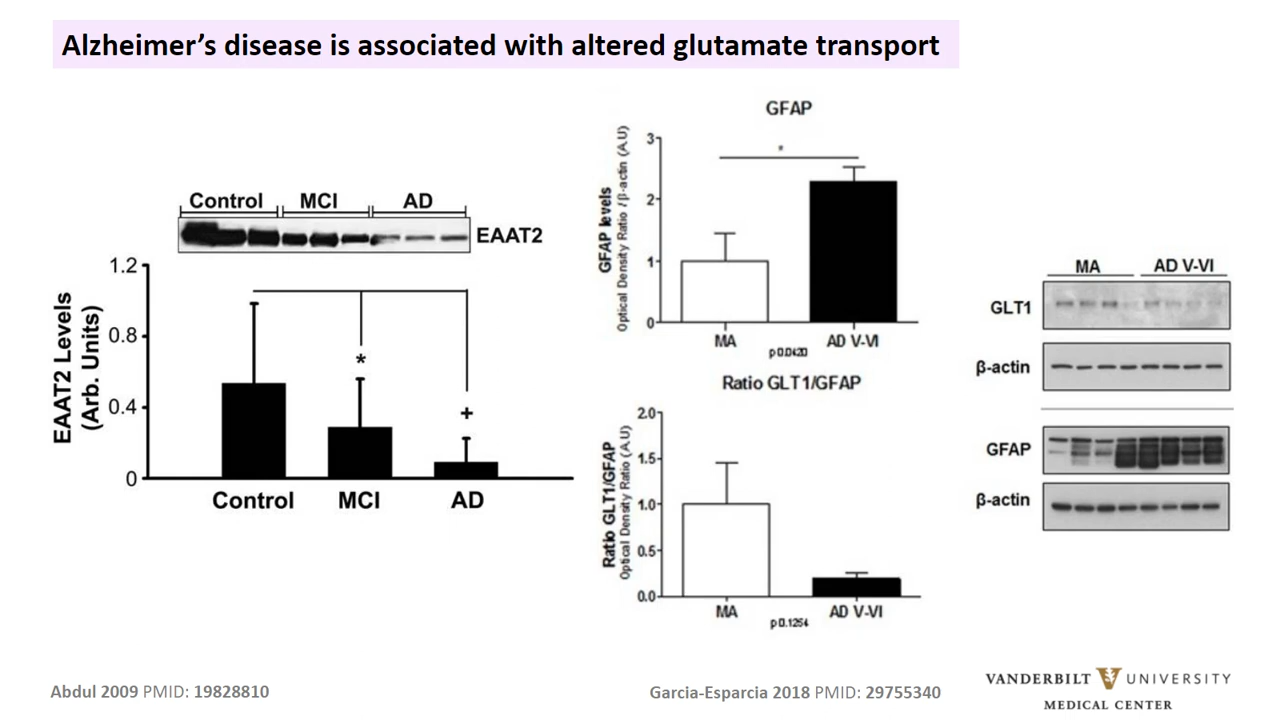 Alzheimer’s disease is associated with altered glutamate transport
Control MCI AD
EAAT2
EAAT2 Levels
(Arb. Units)
1.2
0.8
0.4
0
*
+
Control MCI AD
GFAP
GFAP levels
Optical Density Ratio / β-actin (A.U)
3
2
1
0
*
MA AD V-VI
p 0.0420
Ratio GLT1/GFAP
Ratio GLT1/GFAP
Optical Density Ratio (A.U)
2.0
1.5
1.0
0.5
0.0
MA AD V-VI
p 0.1264
MA AD V-VI
GLT1
β-actin
GFAP
β-actin
Abdul 2009 PMID: 19828810
Garcia-Esparcia 2018 PMID: 29755340
VANDERBILT UNIVERSITY
MEDICAL CENTER